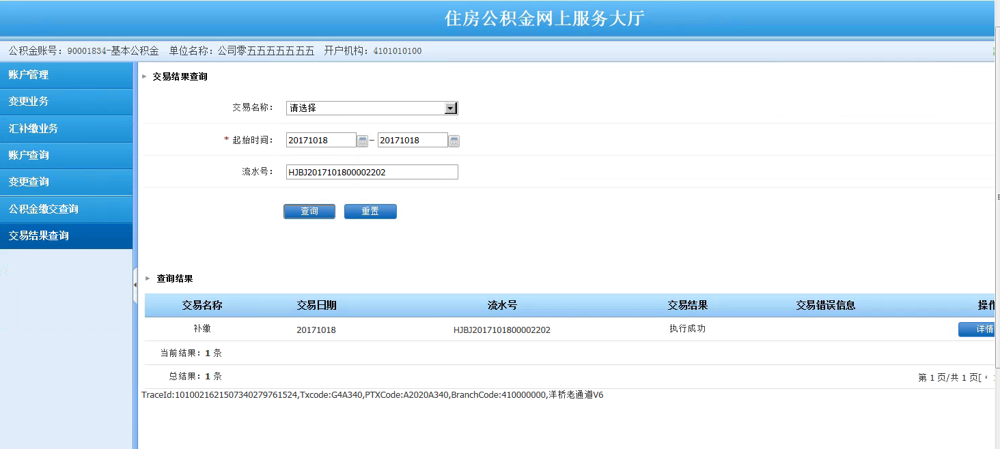 住房公积金网上服务大厅
公积金账号：90001834-基本公积金 单位名称：公司零五五五五五五五 开户机构：4101010100
账户管理
变更业务
汇补缴业务
账户查询
变更查询
公积金缴交查询
交易结果查询
交易结果查询
交易名称： 请选择
* 起始时间： 20171018 – 20171018
流水号： HJBJ2017101800002202
查询 重置
查询结果
交易名称 交易日期 流水号 交易结果 交易错误信息 操作
补缴 20171018 HJBJ2017101800002202 执行成功 详情
当前结果：1 条
总结果：1 条 第 1 页/共 1 页[
TraceId:1010021621507340279761524,Txcode:G4A340,PTXCode:A2020A340,BranchCode:410000000,洋桥老通道V6